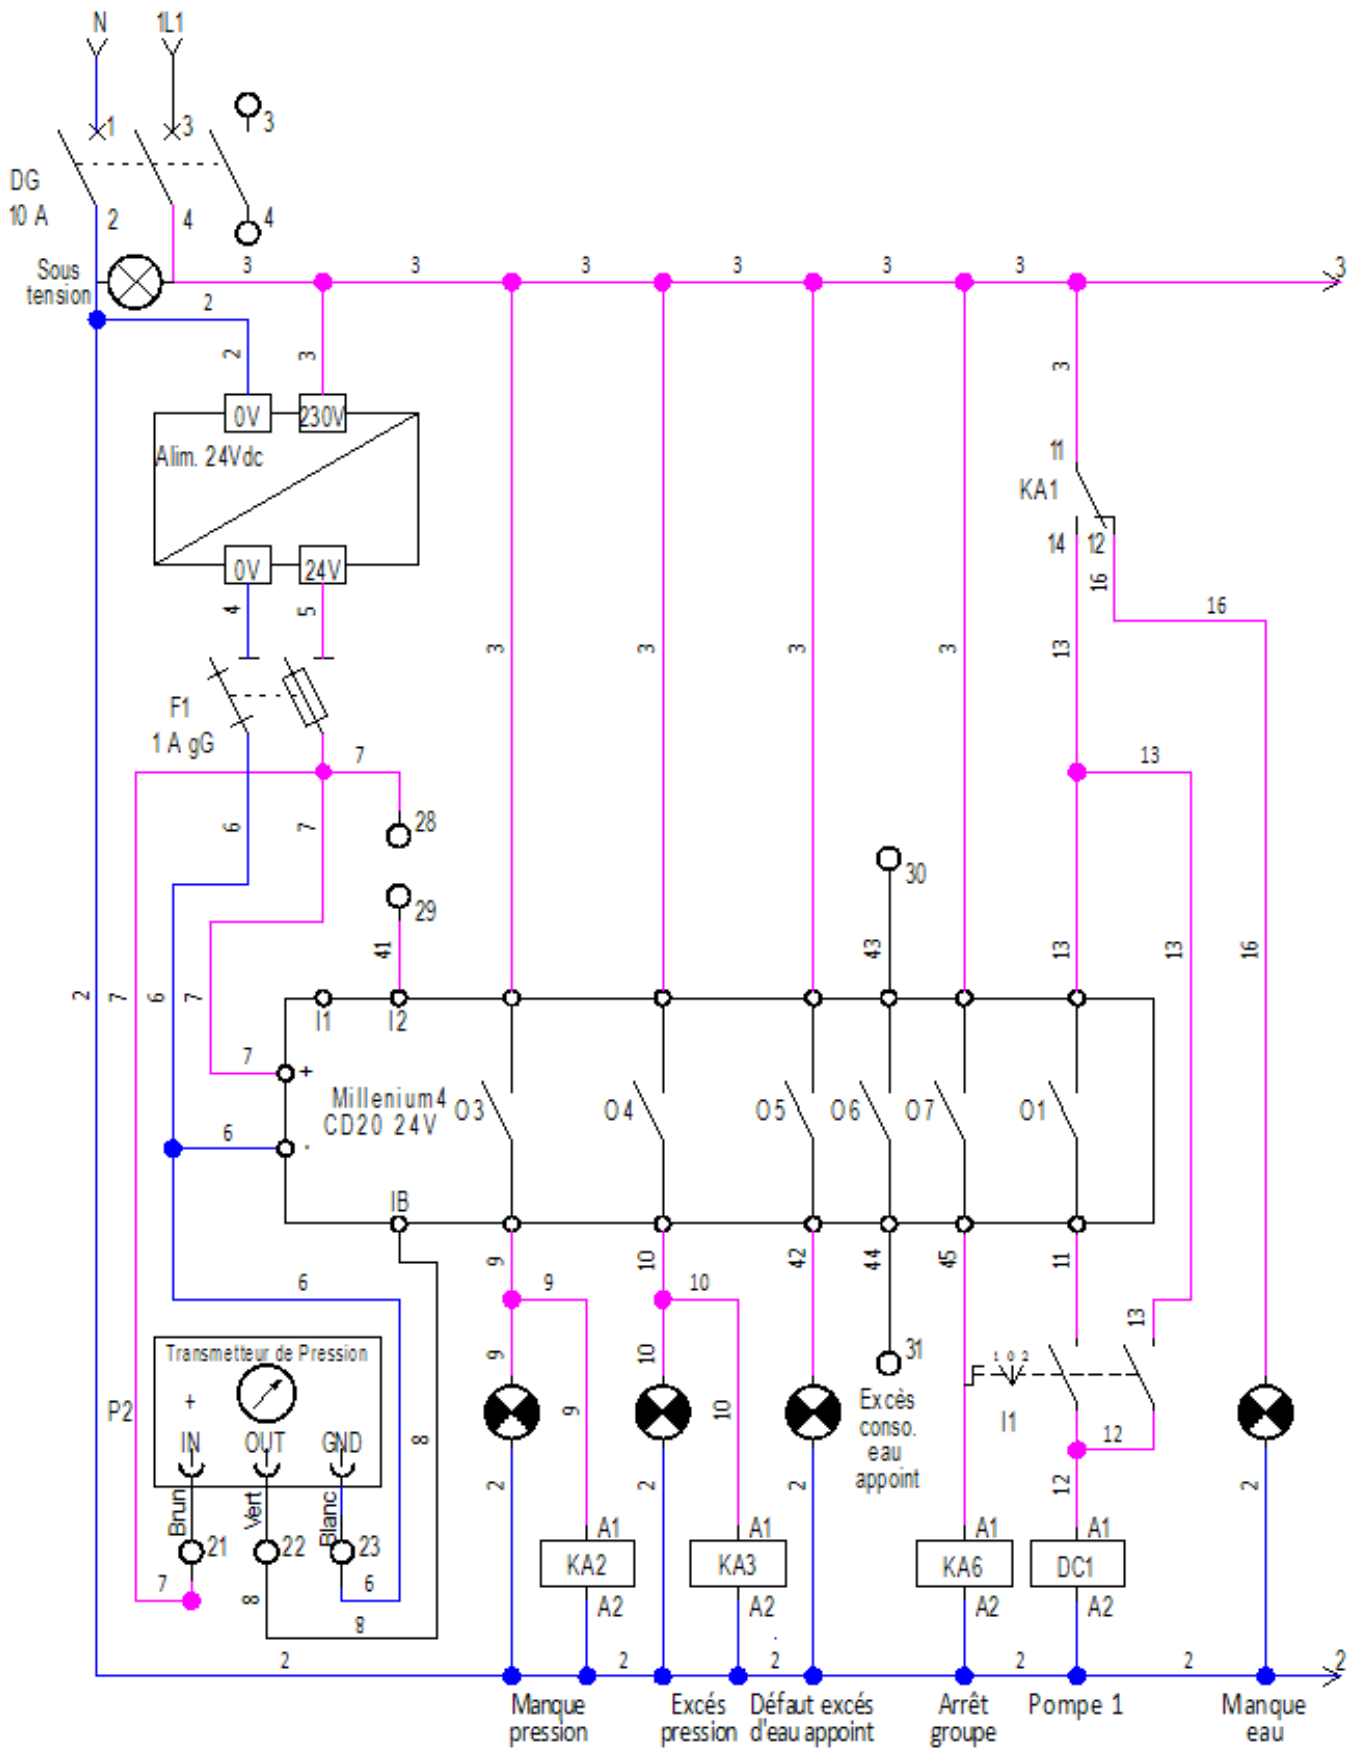 N 1L1
1 3 3
DG
10 A
2 4 4
Sous
tension
3 3 3 3 3 3 3
2
2 3 3
0V 230V
Alim. 24Vdc
11
KA1
14 12
0V 24V
16
16
4 5
3 3 3 3 13
F1
1 A gG
7 13
6 7 28
30
29
41 43 13 13 16
2 7 6 7
I1 I2
7 +
Millenium4
CD20 24V
O3 O4 O5 O6 O7 O1
6 -
IB
9 10 42 44 45 11
6 9 10
13
31
Transmetteur de Pression
9 10
1 0 2
Excès
conso.
eau
appoint
P2 +
IN OUT GND
8 9 10 I1
12
2 2 2 12 2
Brun Vert Blanc
21 22 23
A1 A1 A1 A1
KA2 KA3 KA6 DC1
A2 A2 A2 A2
7 8 6
8
2 2 2 2 2 2
Manque
pression
Excés
pression
Défaut excés
d'eau appoint
Arrêt
groupe
Pompe 1
Manque
eau